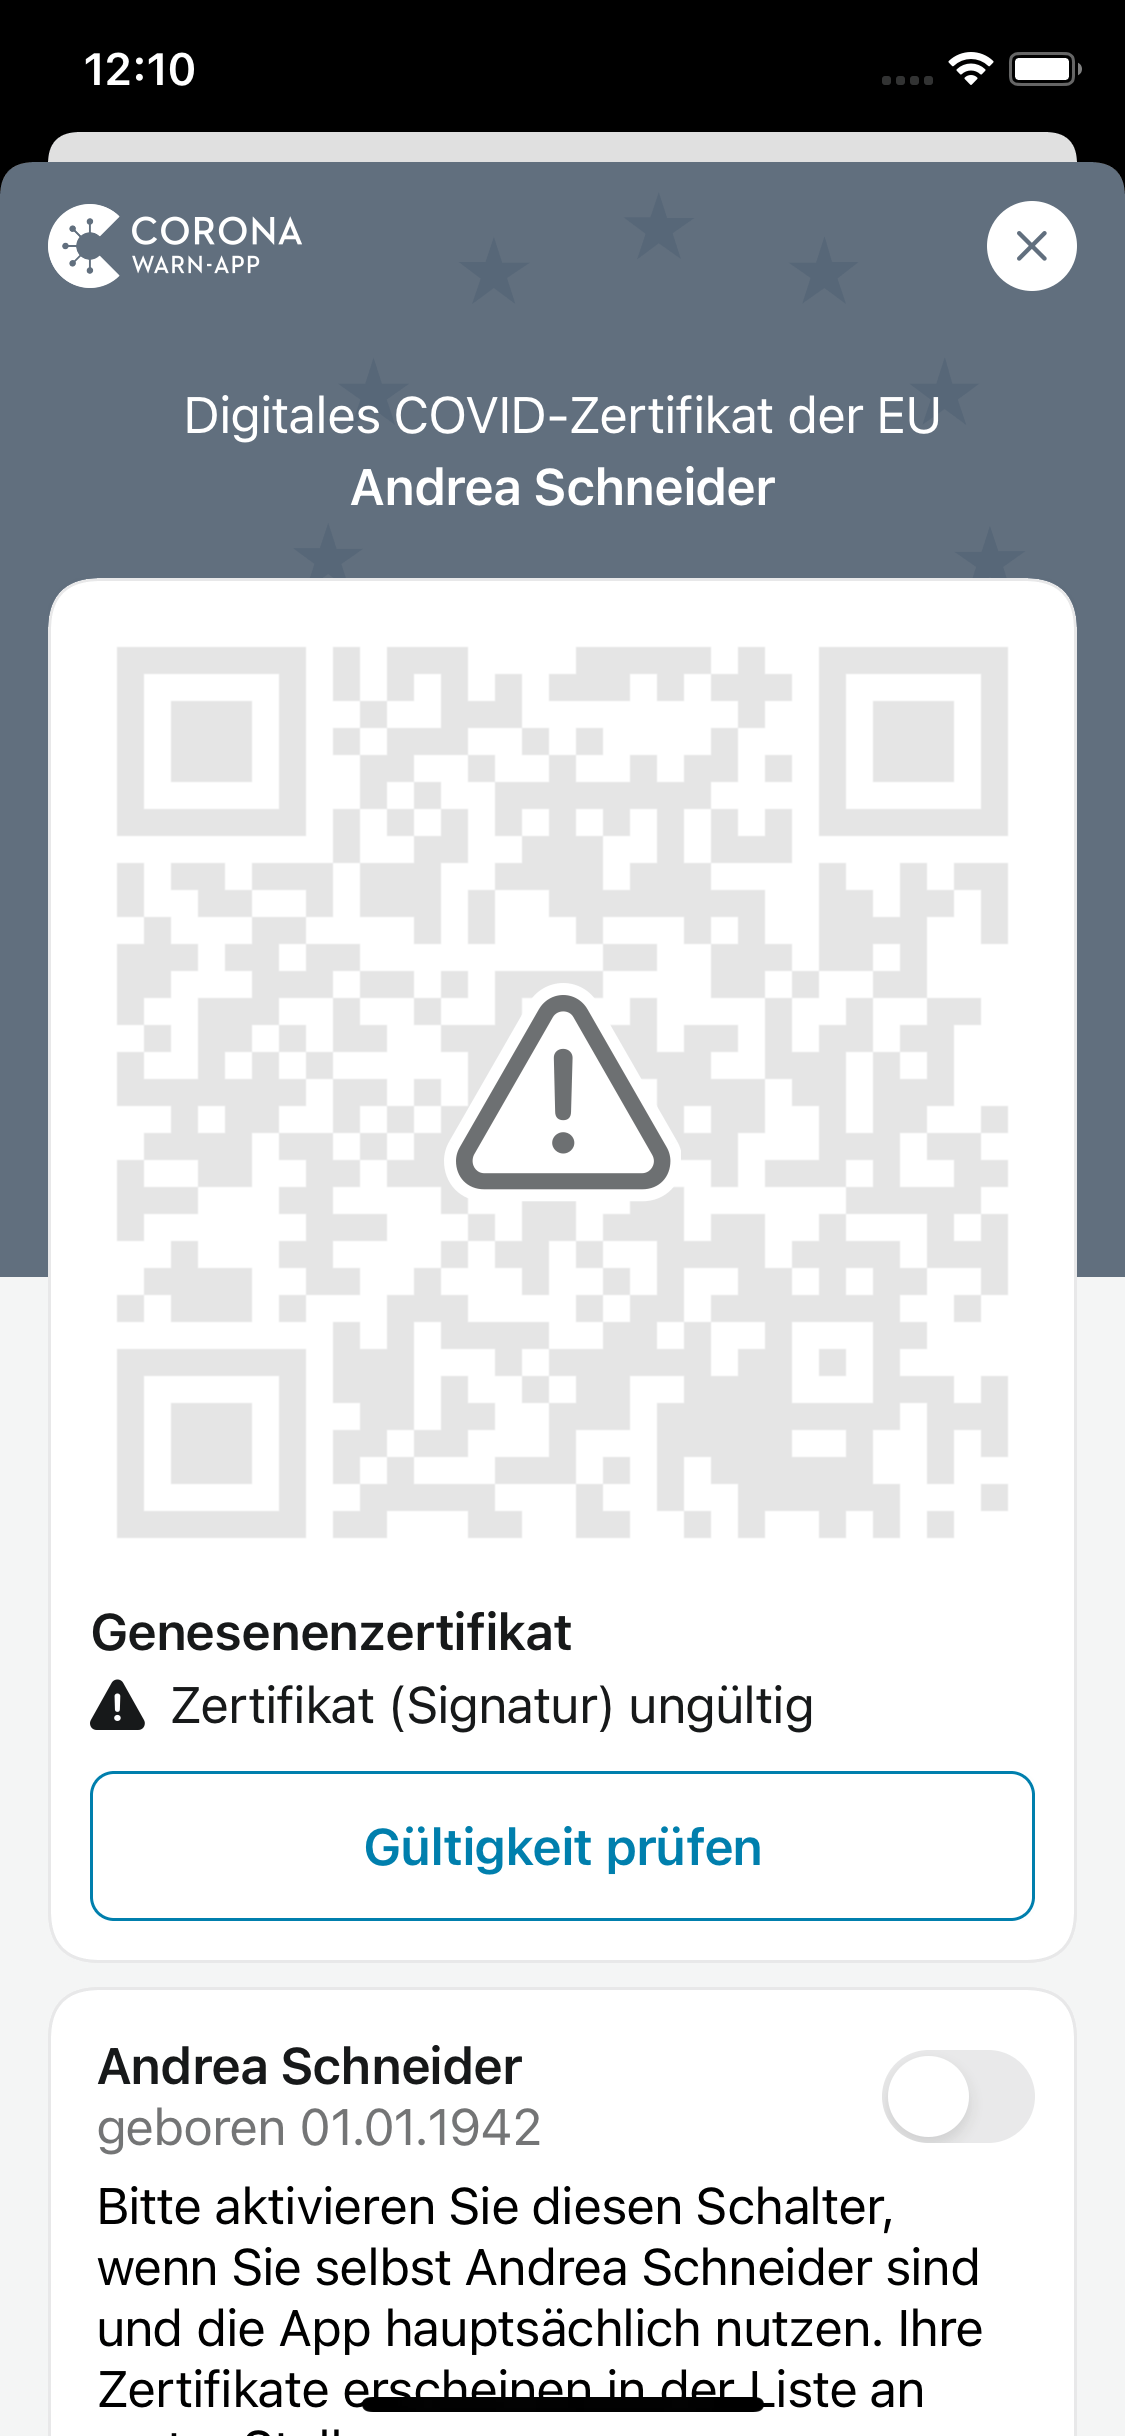 12:10
CORONA
WARN-APP
Digitales COVID-Zertifikat der EU
Andrea Schneider
Genesenenzertifikat
Zertifikat (Signatur) ungültig
Gültigkeit prüfen
Andrea Schneider
geboren 01.01.1942
Bitte aktivieren Sie diesen Schalter,
wenn Sie selbst Andrea Schneider sind
und die App hauptsächlich nutzen. Ihre
Zertifikate erscheinen in der Liste an